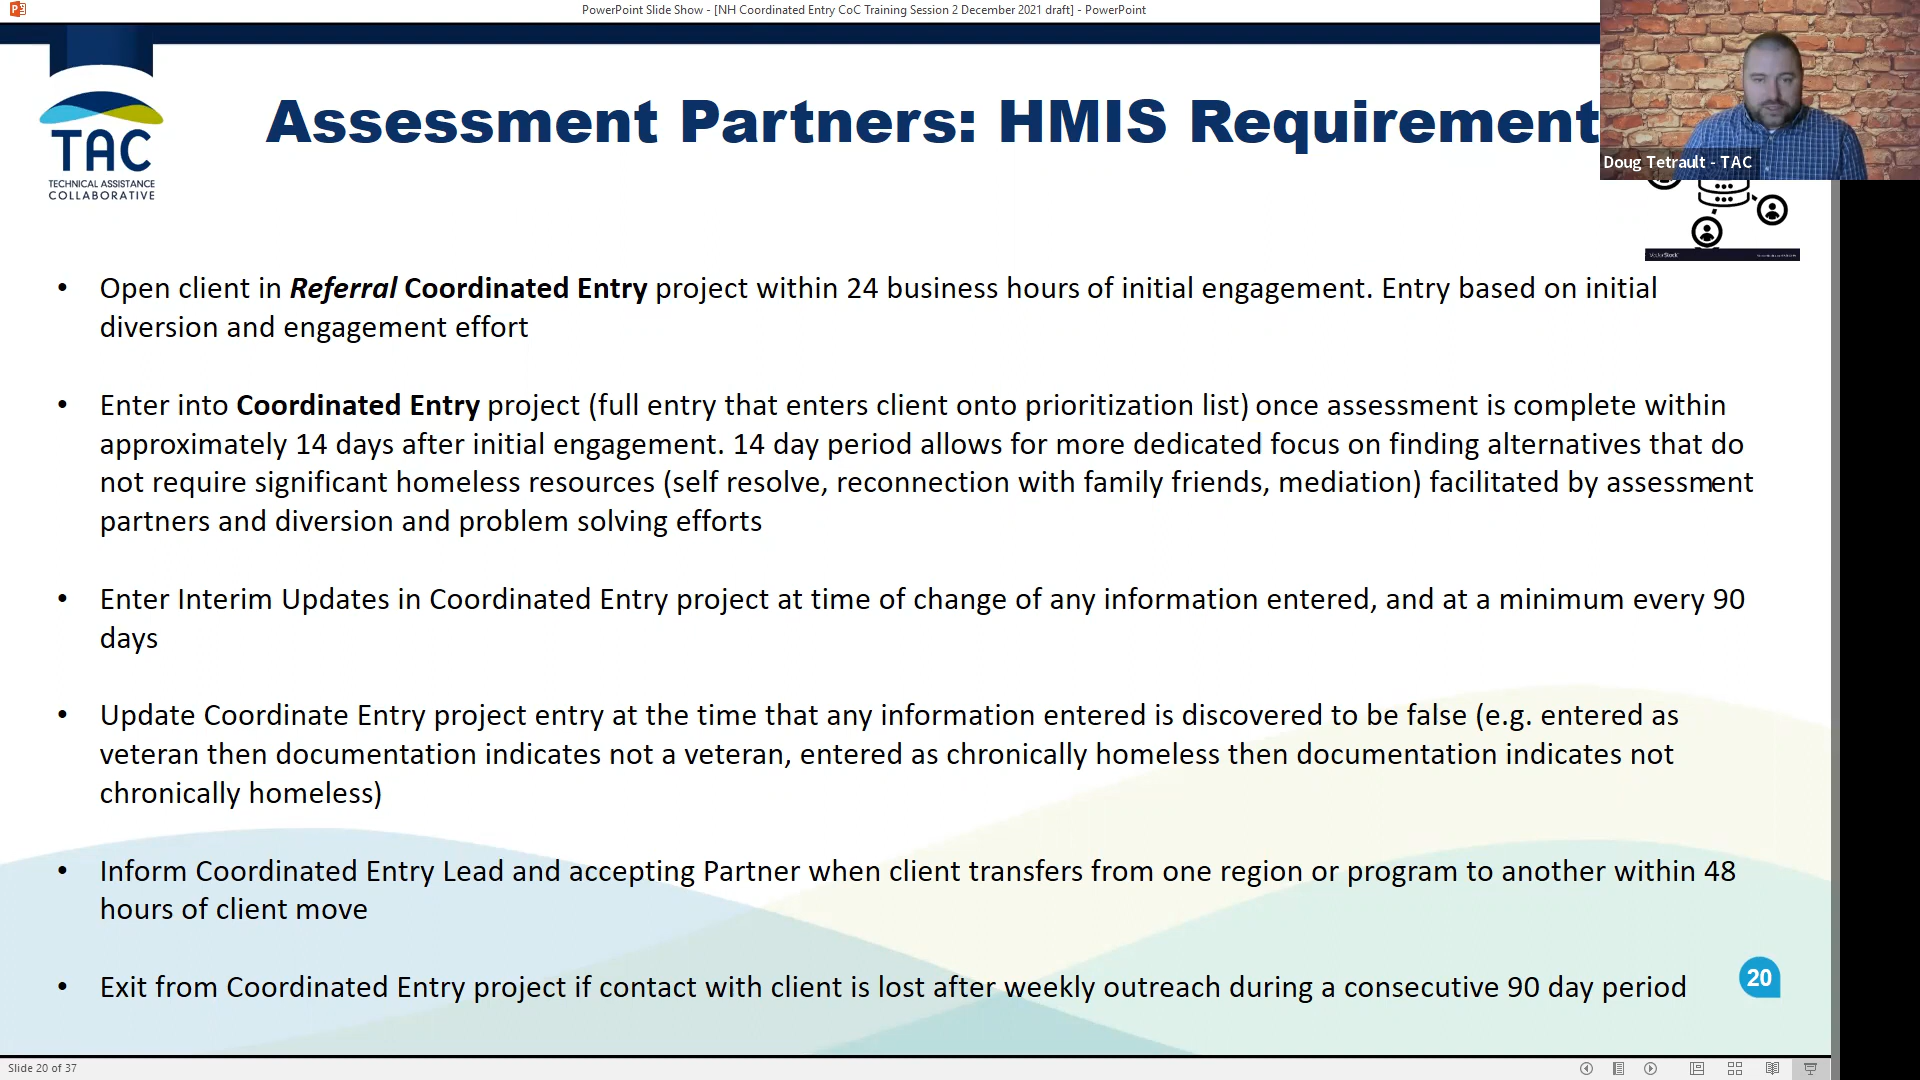 PowerPoint Slide Show - [NH Coordinated Entry CoC Training Session 2 December 2021 draft] - PowerPoint
TAC
TECHNICAL ASSISTANCE
COLLABORATIVE
Assessment Partners: HMIS Requirement
Doug Tetrault - TAC
• Open client in Referral Coordinated Entry project within 24 business hours of initial engagement. Entry based on initial
diversion and engagement effort
• Enter into Coordinated Entry project (full entry that enters client onto prioritization list) once assessment is complete within
approximately 14 days after initial engagement. 14 day period allows for more dedicated focus on finding alternatives that do
not require significant homeless resources (self resolve, reconnection with family friends, mediation) facilitated by assessment
partners and diversion and problem solving efforts
• Enter Interim Updates in Coordinated Entry project at time of change of any information entered, and at a minimum every 90
days
• Update Coordinate Entry project entry at the time that any information entered is discovered to be false (e.g. entered as
veteran then documentation indicates not a veteran, entered as chronically homeless then documentation indicates not
chronically homeless)
• Inform Coordinated Entry Lead and accepting Partner when client transfers from one region or program to another within 48
hours of client move
• Exit from Coordinated Entry project if contact with client is lost after weekly outreach during a consecutive 90 day period
20
Slide 20 of 37